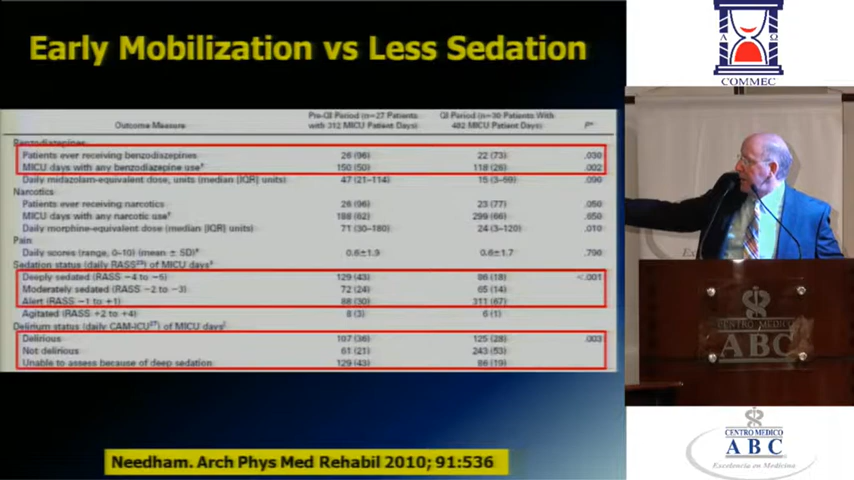 Early Mobilization vs Less Sedation
Pre-QI Period (n=27 Patients QI Period (n=30 Patients With
Outcome Measure with 312 MICU Patient Days) 482 MICU Patient Days) P*
Benzodiazepines
Patients ever receiving benzodiazepines 26 (96) 22 (73) .030
MICU days with any benzodiazepine use† 150 (50) 118 (26) .002
Daily midazolam-equivalent dose, units (median [IQR] units) 47 (21–114) 15 (3–59) .090
Narcotics
Patients ever receiving narcotics 26 (96) 23 (77) .050
MICU days with any narcotic use† 188 (62) 299 (66) .650
Daily morphine-equivalent dose (median [IQR] units) 71 (30–180) 24 (3–120) .010
Pain
Daily scores (range, 0–10) (mean ± SD) 0.6±1.9 0.6±1.7 .790
Sedation status (daily RASS of MICU days
Deeply sedated (RASS −4 to −5) 129 (43) 86 (18) <.001
Moderately sedated (RASS −2 to −3) 72 (24) 65 (14)
Alert (RASS −1 to +1) 88 (30) 311 (67)
Agitated (RASS +2 to +4) 8 (3) 6 (1)
Delirium status (daily CAM-ICU of MICU days
Delirious 107 (36) 125 (28) .003
Not delirious 61 (21) 243 (53)
Unable to assess because of deep sedation 129 (43) 86 (19)
Needham. Arch Phys Med Rehabil 2010; 91:536
A Ω
COMMEC
CENTRO MEDICO
ABC
CENTRO MEDICO
ABC
Excelencia en Medicina